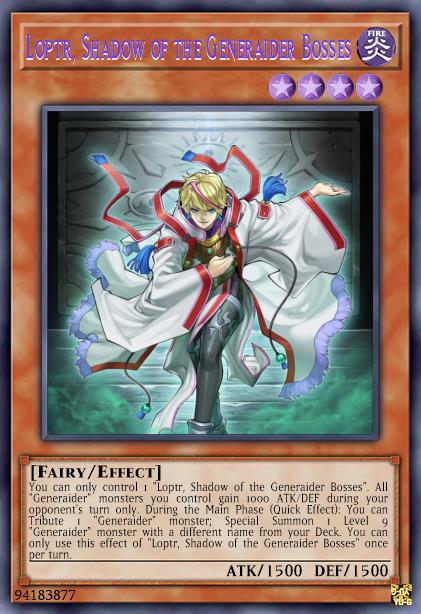 Loptr, Shadow of the Generaider Bosses
FIRE
炎
[Fairy/Effect]
You can only control 1 "Loptr, Shadow of the Generaider Bosses". All
"Generaider" monsters you control gain 1000 ATK/DEF during your
opponent's turn only. During the Main Phase (Quick Effect): You can
Tribute 1 "Generaider" monster; Special Summon 1 Level 9
"Generaider" monster with a different name from your Deck. You can
only use this effect of "Loptr, Shadow of the Generaider Bosses" once
per turn.
ATK/1500 DEF/1500
94183877